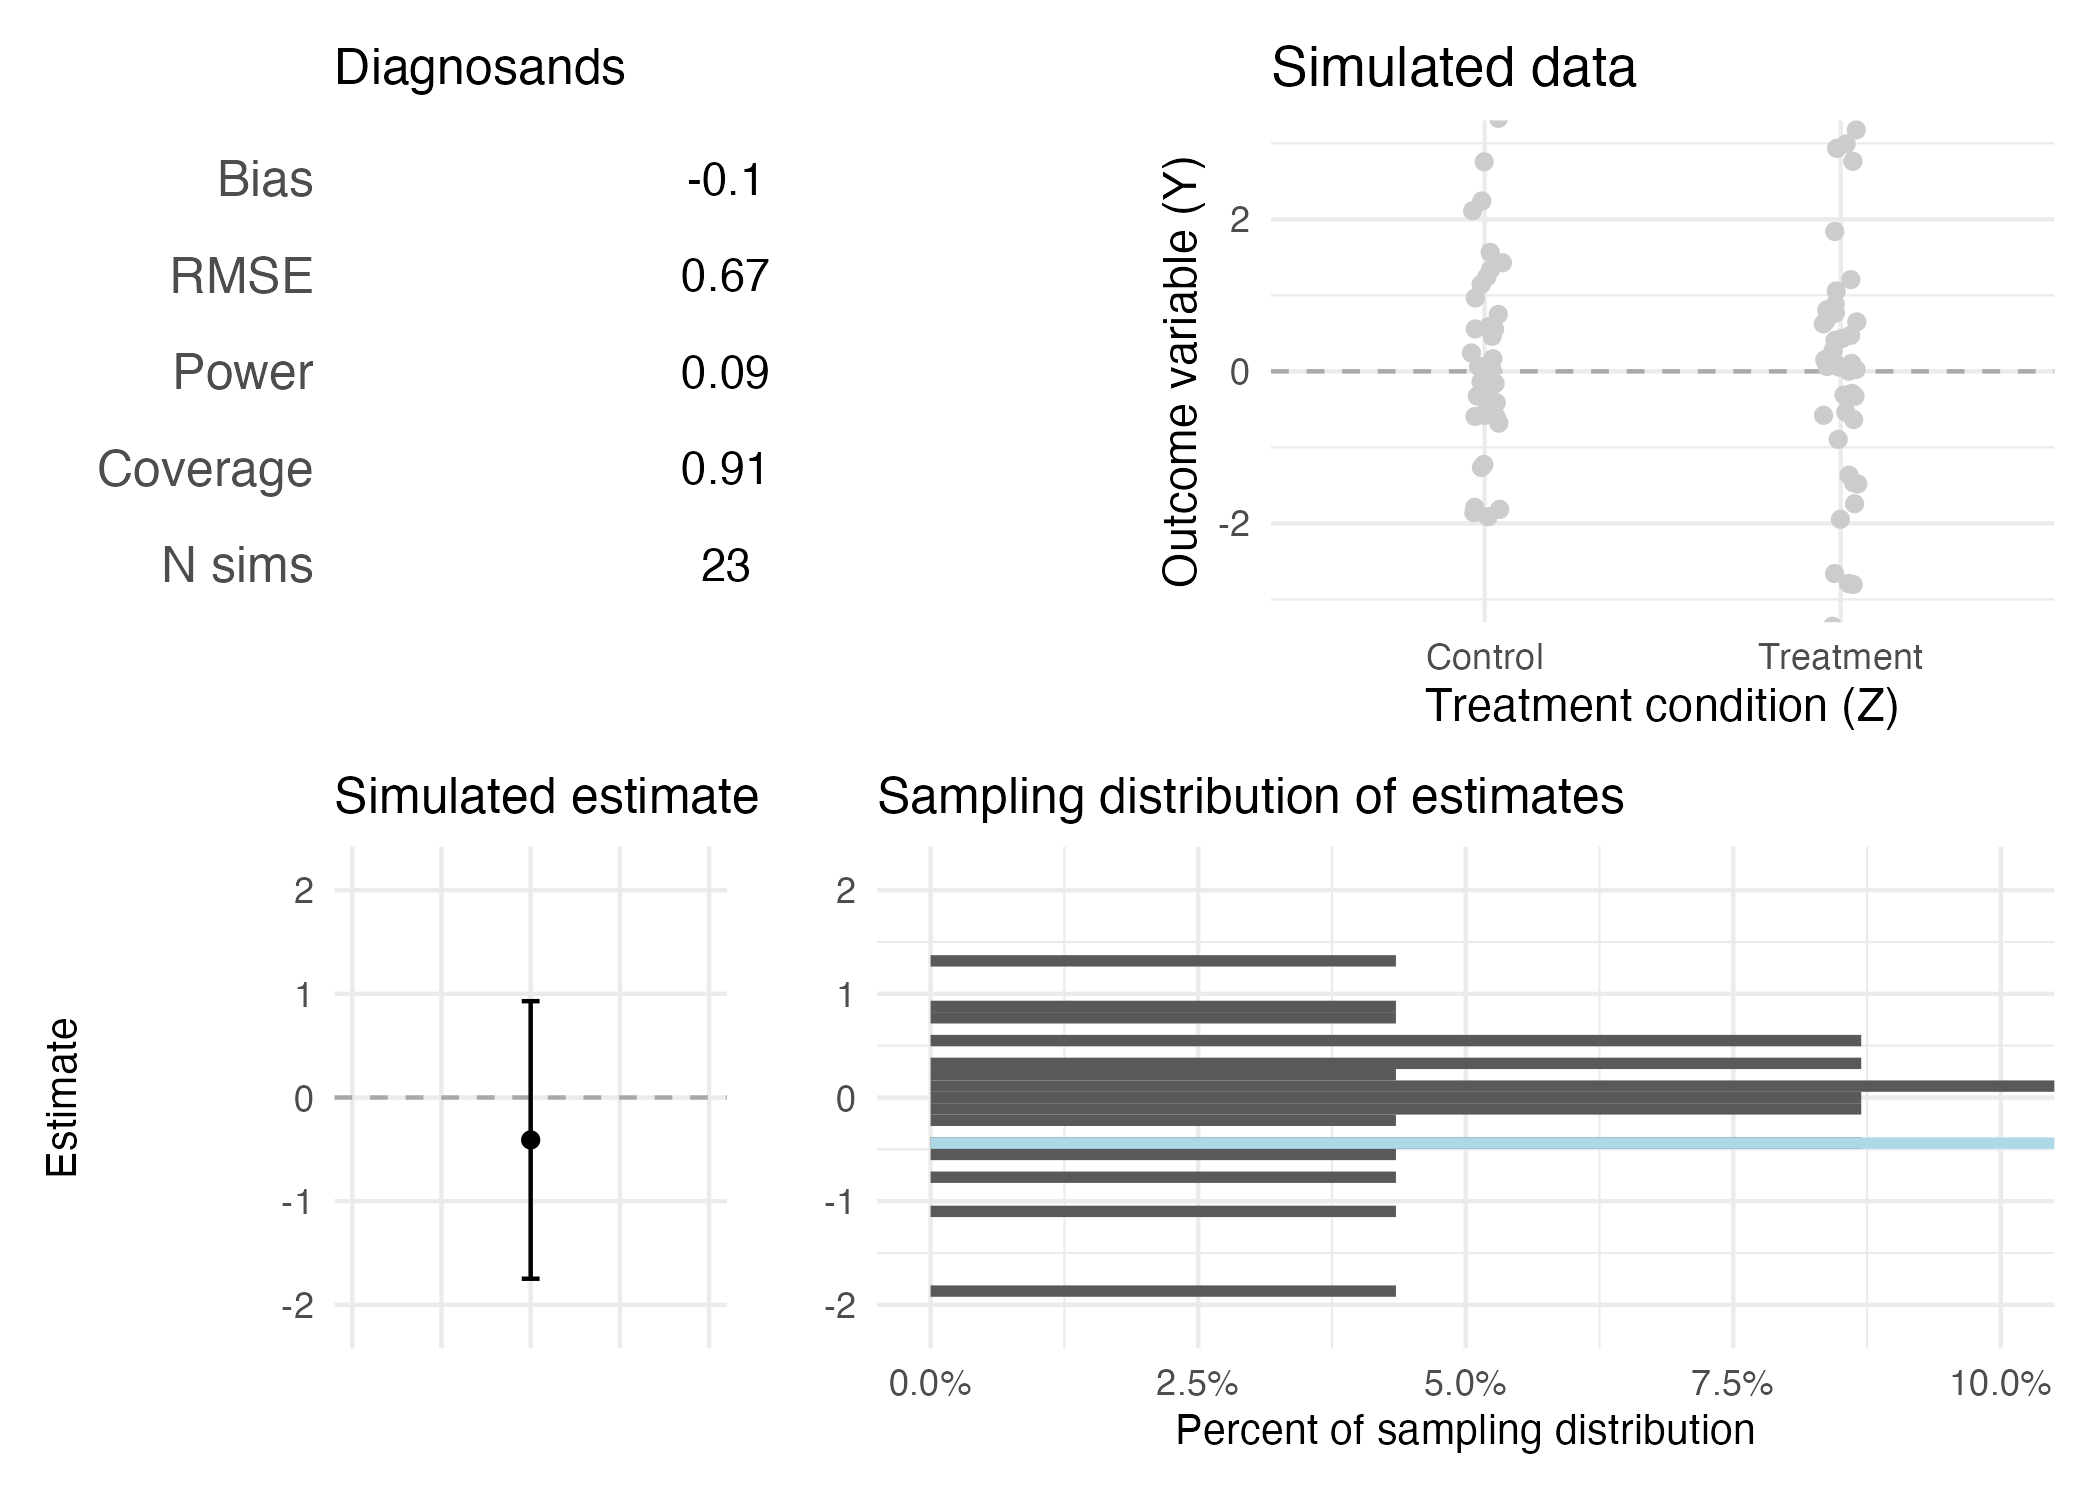 Diagnosands
Bias -0.1
RMSE 0.67
Power 0.09
Coverage 0.91
N sims 23
Simulated data
Outcome variable (Y)
2
0
-2
Control Treatment
Treatment condition (Z)
Simulated estimate
Estimate
2
1
0
-1
-2
Sampling distribution of estimates
2
1
0
-1
-2
0.0% 2.5% 5.0% 7.5% 10.0%
Percent of sampling distribution